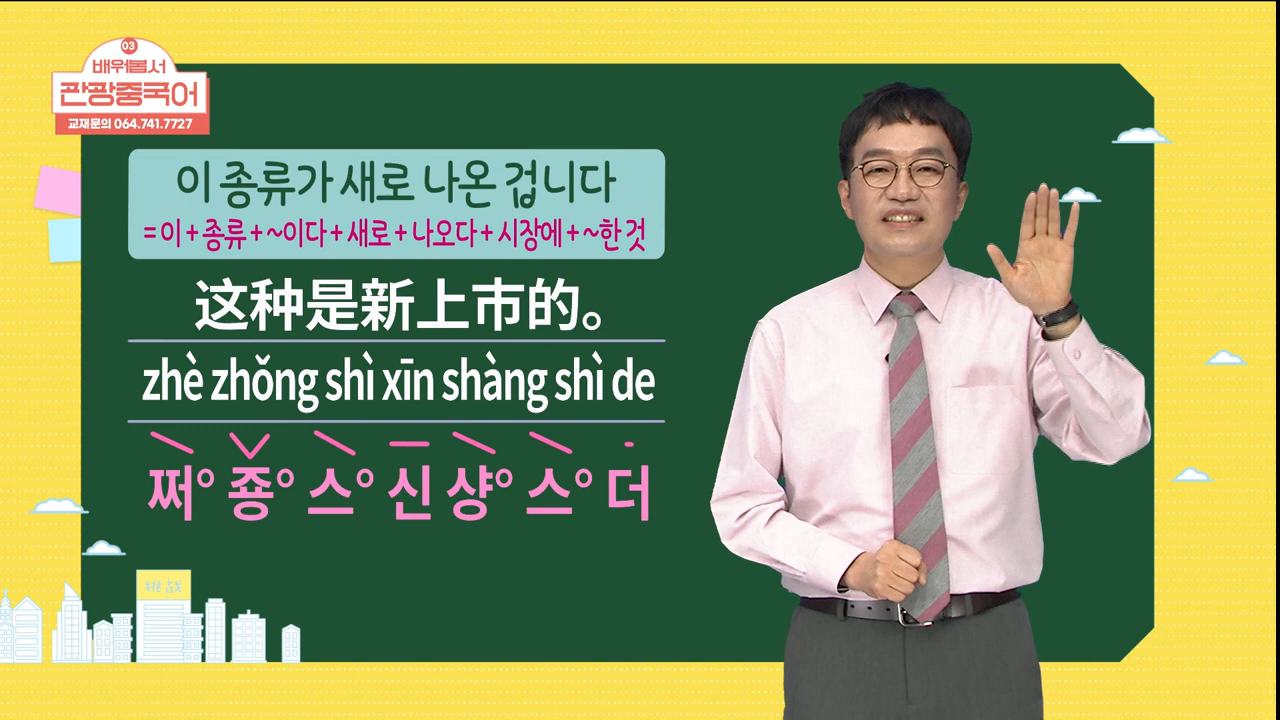 03
배워봅서
관광중국어
교재문의 064.741.7727
이 종류가 새로 나온 겁니다
= 이 + 종류 + ~이다 + 새로 + 나오다 + 시장에 + ~한 것
这种是新上市的。
zhè zhǒng shì xīn shàng shì de
쩌° 죵° 스° 신 샹° 스° 더
挑战